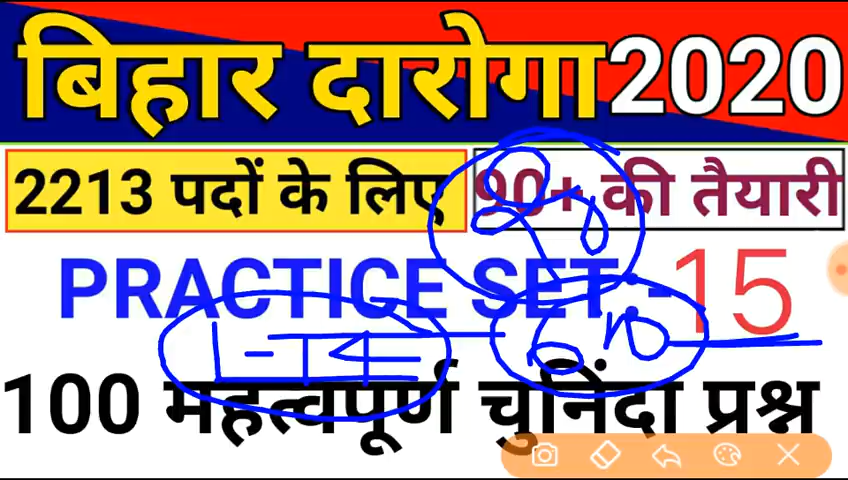 बिहार दारोगा 2020
2213 पदों के लिए 90+ की तैयारी
PRACTICE SET:-15
100 महत्वपूर्ण चुनिंदा प्रश्न